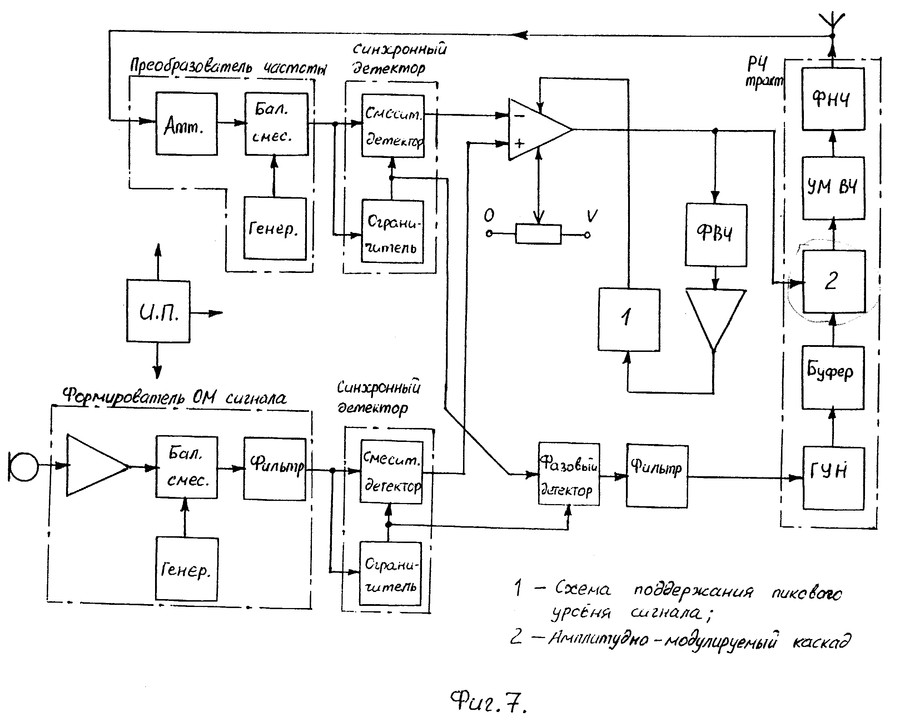 Преобразователь частоты
Синхронный
детектор
РЧ
тракт
Атт.
Бал.
смес.
Генер.
Смесит.
детектор
Ограни-
читель
−
+
О
V
ФВЧ
1
ФНЧ
УМ ВЧ
2
Буфер
ГУН
И.П.
Формирователь ОМ сигнала
Синхронный
детектор
Бал.
смес.
Фильтр
Генер.
Смесит.
детектор
Ограни-
читель
Фазовый
детектор
Фильтр
1 – Схема поддержания пикового
уровня сигнала;
2 – Амплитудно-модулируемый каскад
Фиг.7.